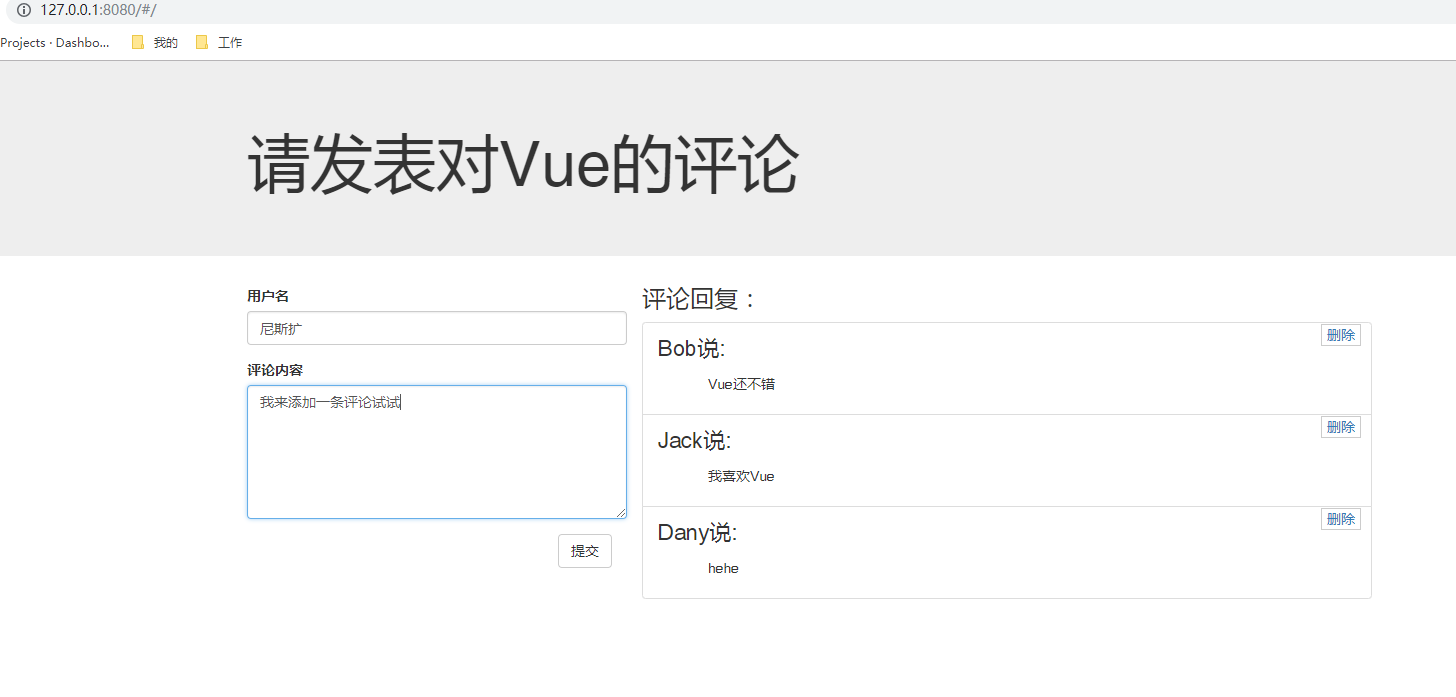 127.0.0.1:8080/#/
Projects · Dashbo... 我的 工作
请发表对Vue的评论
用户名
尼斯扩
评论内容
我来添加一条评论试试
提交
评论回复：
Bob说: 删除
Vue还不错
Jack说: 删除
我喜欢Vue
Dany说: 删除
hehe